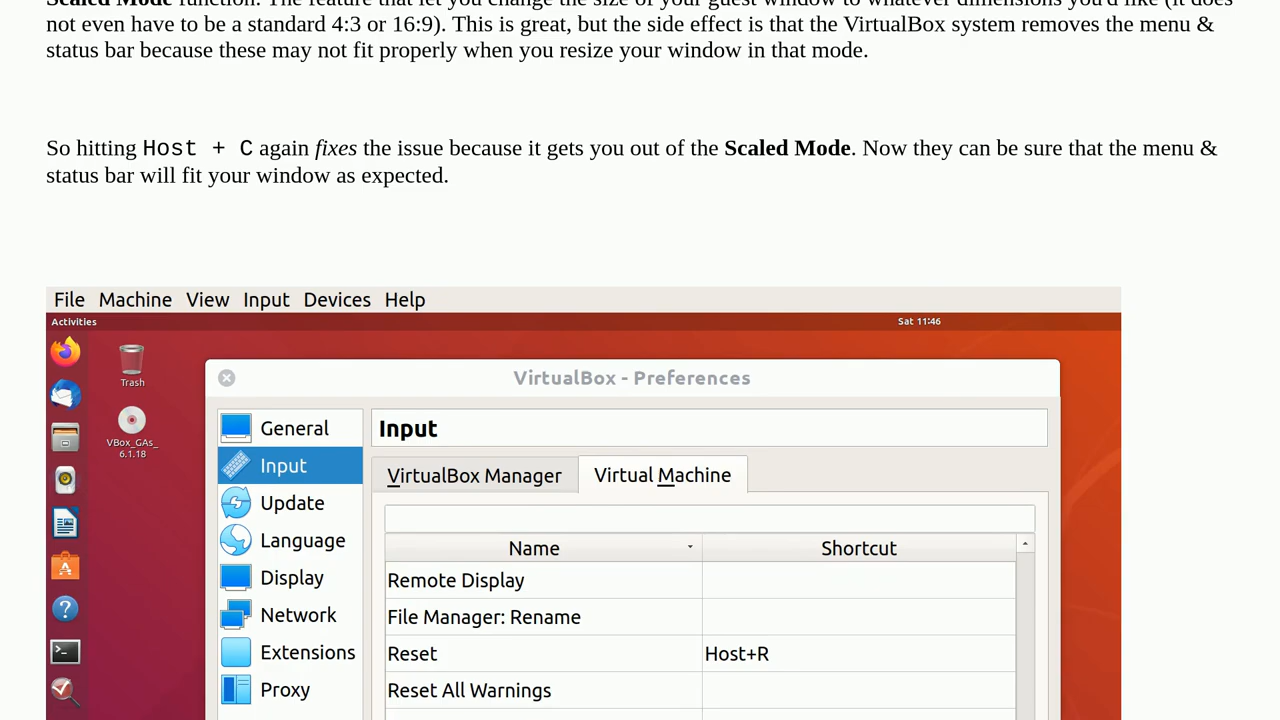 Scaled Mode function. The feature that let you change the size of your guest window to whatever dimensions you'd like (it does
not even have to be a standard 4:3 or 16:9). This is great, but the side effect is that the VirtualBox system removes the menu &
status bar because these may not fit properly when you resize your window in that mode.
So hitting Host + C again fixes the issue because it gets you out of the Scaled Mode. Now they can be sure that the menu &
status bar will fit your window as expected.
File Machine View Input Devices Help
Activities
Sat 11:46
Trash
VBox_GAs_
6.1.18
VirtualBox - Preferences
General
Input
Update
Language
Display
Network
Extensions
Proxy
Input
VirtualBox Manager
Virtual Machine
Name
Shortcut
Remote Display
File Manager: Rename
Reset
Host+R
Reset All Warnings